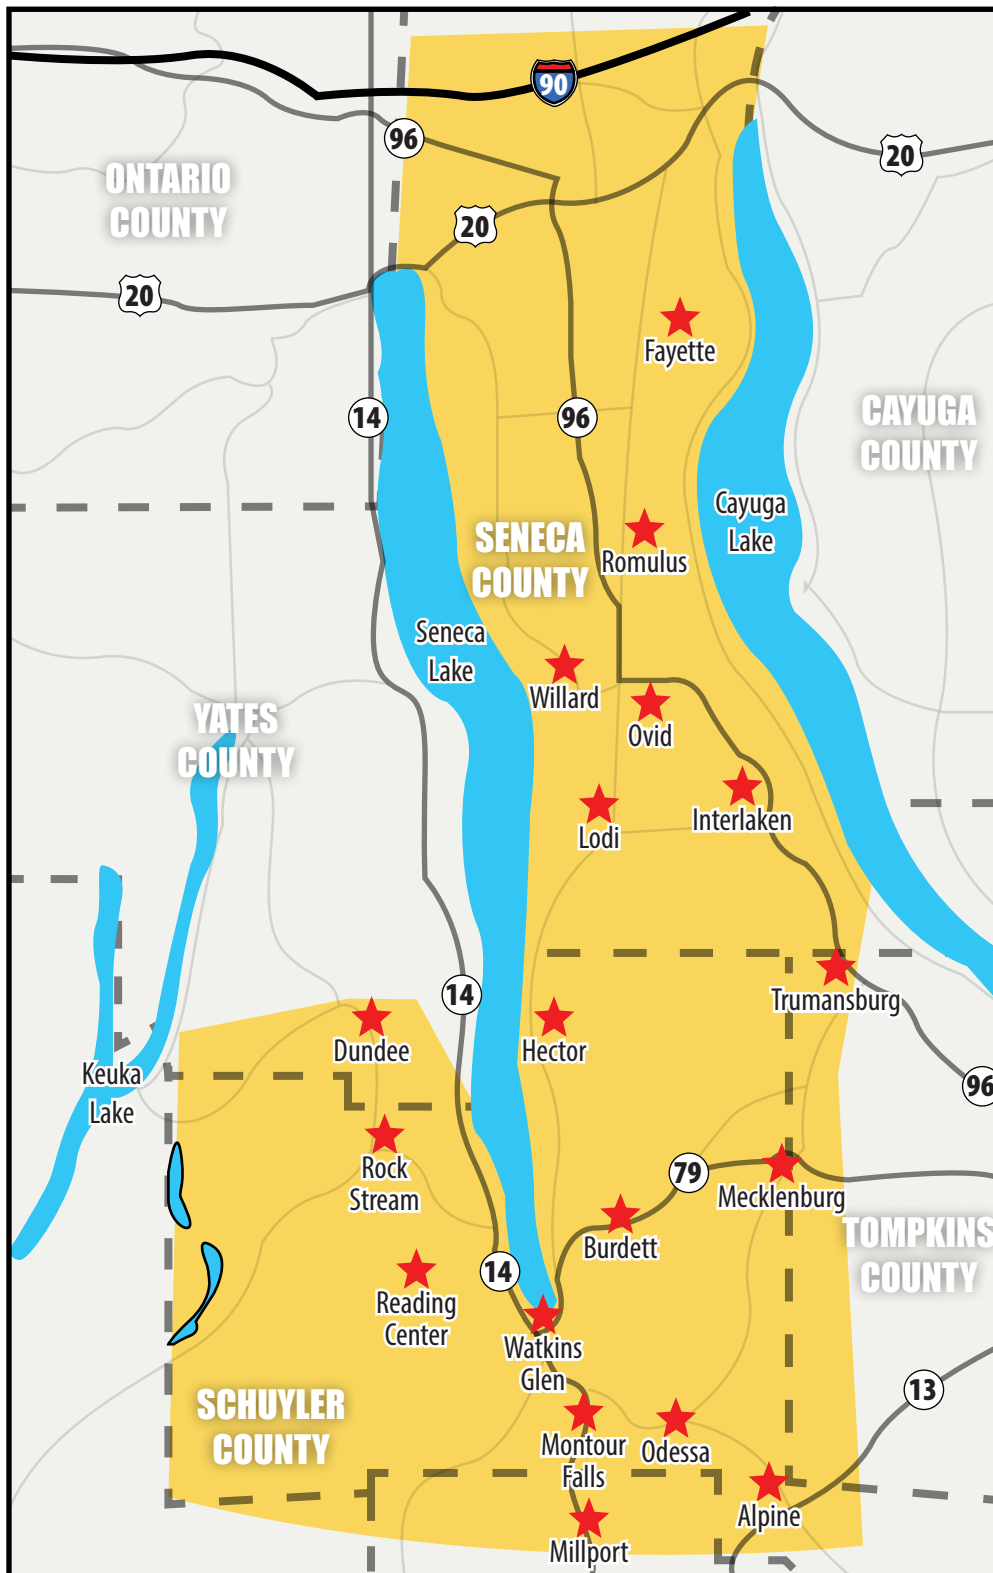 90
96
20
ONTARIO
COUNTY
20
20
Fayette
14
96
CAYUGA
COUNTY
Cayuga
Lake
SENECA
COUNTY
Romulus
Seneca
Lake
Willard
YATES
COUNTY
Ovid
Interlaken
Lodi
14
Trumansburg
Dundee
Hector
Keuka
Lake
96
Rock
Stream
79
Mecklenburg
Burdett
TOMPKINS
COUNTY
14
Reading
Center
Watkins
Glen
SCHUYLER
COUNTY
13
Montour
Falls
Odessa
Alpine
Millport